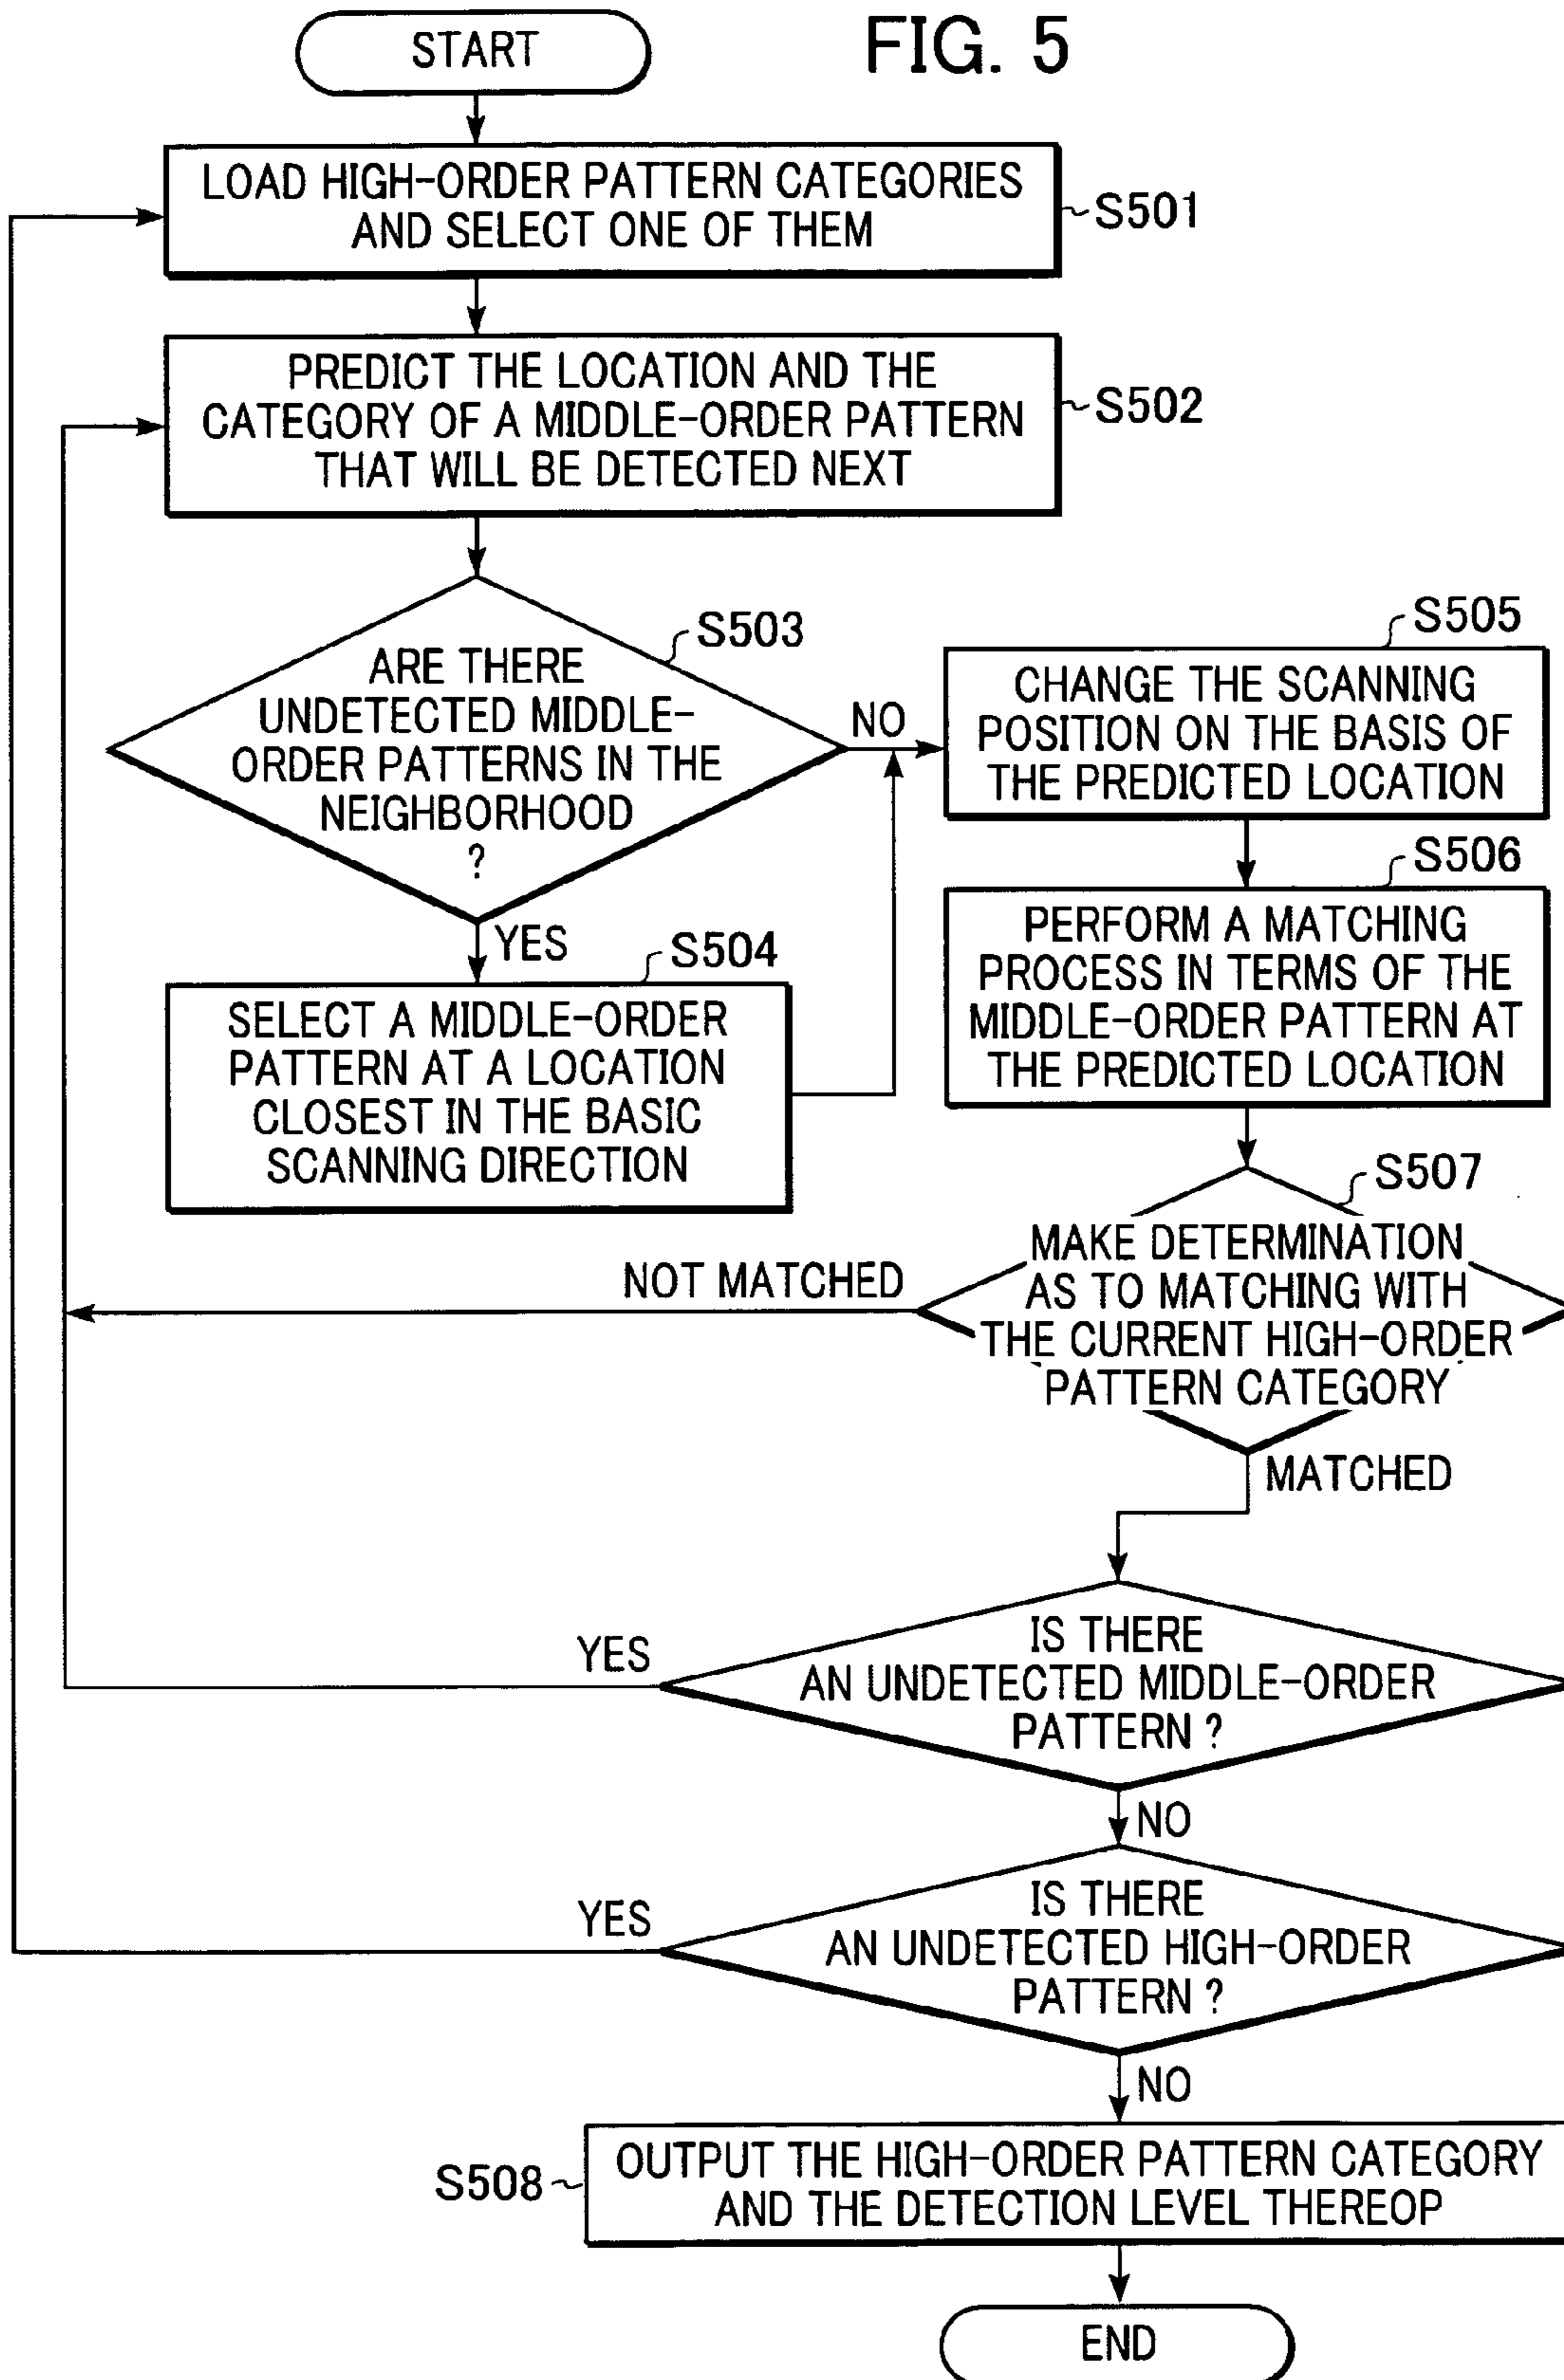 START
FIG. 5
LOAD HIGH-ORDER PATTERN CATEGORIES
AND SELECT ONE OF THEM
S501
PREDICT THE LOCATION AND THE
CATEGORY OF A MIDDLE-ORDER PATTERN
THAT WILL BE DETECTED NEXT
S502
ARE THERE
UNDETECTED MIDDLE-
ORDER PATTERNS IN THE
NEIGHBORHOOD
?
S503
NO
YES
SELECT A MIDDLE-ORDER
PATTERN AT A LOCATION
CLOSEST IN THE BASIC
SCANNING DIRECTION
S504
S505
CHANGE THE SCANNING
POSITION ON THE BASIS OF
THE PREDICTED LOCATION
S506
PERFORM A MATCHING
PROCESS IN TERMS OF THE
MIDDLE-ORDER PATTERN AT
THE PREDICTED LOCATION
S507
MAKE DETERMINATION
AS TO MATCHING WITH
THE CURRENT HIGH-ORDER
PATTERN CATEGORY
NOT MATCHED
MATCHED
IS THERE
AN UNDETECTED MIDDLE-ORDER
PATTERN ?
YES
NO
IS THERE
AN UNDETECTED HIGH-ORDER
PATTERN ?
YES
NO
S508
OUTPUT THE HIGH-ORDER PATTERN CATEGORY
AND THE DETECTION LEVEL THEREOP
END